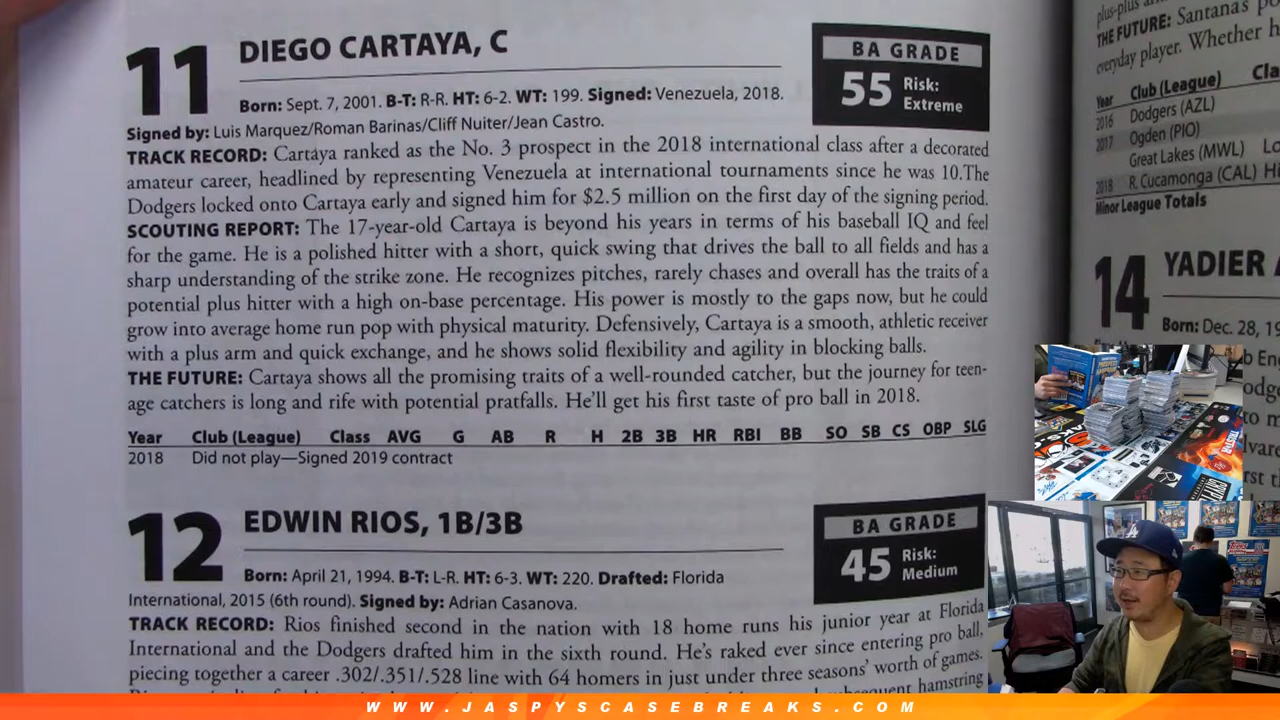 11
DIEGO CARTAYA, C
BA GRADE
55 Risk:
Extreme
Born: Sept. 7, 2001. B-T: R-R. HT: 6-2. WT: 199. Signed: Venezuela, 2018.
Signed by: Luis Marquez/Roman Barinas/Cliff Nuiter/Jean Castro.
TRACK RECORD: Cartaya ranked as the No. 3 prospect in the 2018 international class after a decorated
amateur career, headlined by representing Venezuela at international tournaments since he was 10.The
Dodgers locked onto Cartaya early and signed him for $2.5 million on the first day of the signing period.
SCOUTING REPORT: The 17-year-old Cartaya is beyond his years in terms of his baseball IQ and feel
for the game. He is a polished hitter with a short, quick swing that drives the ball to all fields and has a
sharp understanding of the strike zone. He recognizes pitches, rarely chases and overall has the traits of a
potential plus hitter with a high on-base percentage. His power is mostly to the gaps now, but he could
grow into average home run pop with physical maturity. Defensively, Cartaya is a smooth, athletic receiver
with a plus arm and quick exchange, and he shows solid flexibility and agility in blocking balls.
THE FUTURE: Cartaya shows all the promising traits of a well-rounded catcher, but the journey for teen-
age catchers is long and rife with potential pratfalls. He'll get his first taste of pro ball in 2018.
Year Club (League) Class AVG G AB R H 2B 3B HR RBI BB SO SB CS OBP SLG
2018 Did not play—Signed 2019 contract
12
EDWIN RIOS, 1B/3B
BA GRADE
45 Risk:
Medium
Born: April 21, 1994. B-T: L-R. HT: 6-3. WT: 220. Drafted: Florida
International, 2015 (6th round). Signed by: Adrian Casanova.
TRACK RECORD: Rios finished second in the nation with 18 home runs his junior year at Florida
International and the Dodgers drafted him in the sixth round. He's raked ever since entering pro ball,
piecing together a career .302/.351/.528 line with 64 homers in just under three seasons' worth of games.
hamstring
plus-plus
THE FUTURE: Santana's
everyday player. Whether
Year Club (League)
2016 Dodgers (AZL)
2017 Ogden (PIO)
Great Lakes (MWL)
2018 R. Cucamonga (CAL)
Minor League Totals
14
YADIER
Born: Dec. 28,
WWW.JASPYSCASEBREAKS.COM